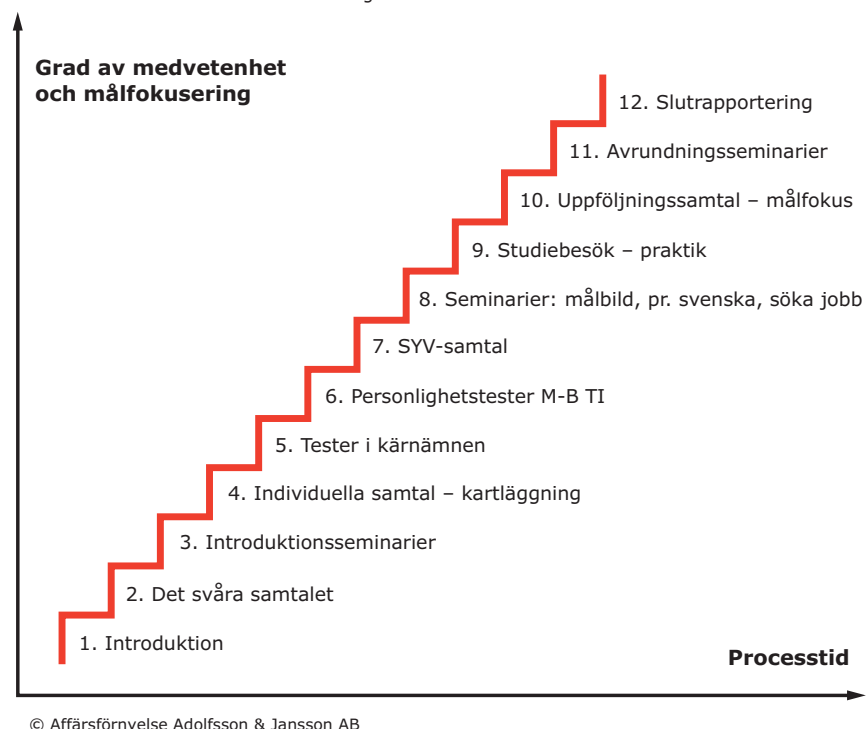 Grad av medvetenhet
och målfokusering
12. Slutrapportering
11. Avrundningsseminarier
10. Uppföljningssamtal – målfokus
9. Studiebesök – praktik
8. Seminarier: målbild, pr. svenska, söka jobb
7. SYV-samtal
6. Personlighetstester M-B TI
5. Tester i kärnämnen
4. Individuella samtal – kartläggning
3. Introduktionsseminarier
2. Det svåra samtalet
1. Introduktion
Processtid
© Affärsförnyelse Adolfsson & Jansson AB